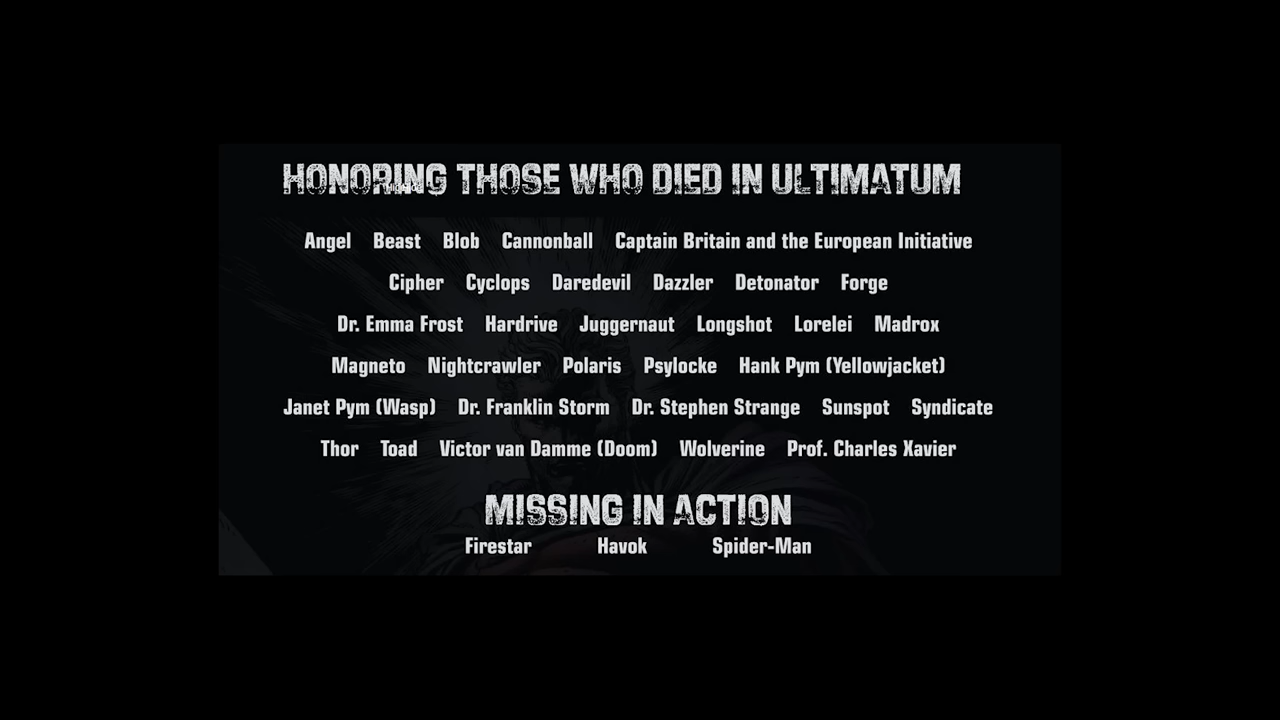 HONORING THOSE WHO DIED IN ULTIMATUM
Angel Beast Blob Cannonball Captain Britain and the European Initiative
Cipher Cyclops Daredevil Dazzler Detonator Forge
Dr. Emma Frost Hardrive Juggernaut Longshot Lorelei Madrox
Magneto Nightcrawler Polaris Psylocke Hank Pym (Yellowjacket)
Janet Pym (Wasp) Dr. Franklin Storm Dr. Stephen Strange Sunspot Syndicate
Thor Toad Victor van Damme (Doom) Wolverine Prof. Charles Xavier
MISSING IN ACTION
Firestar Havok Spider-Man